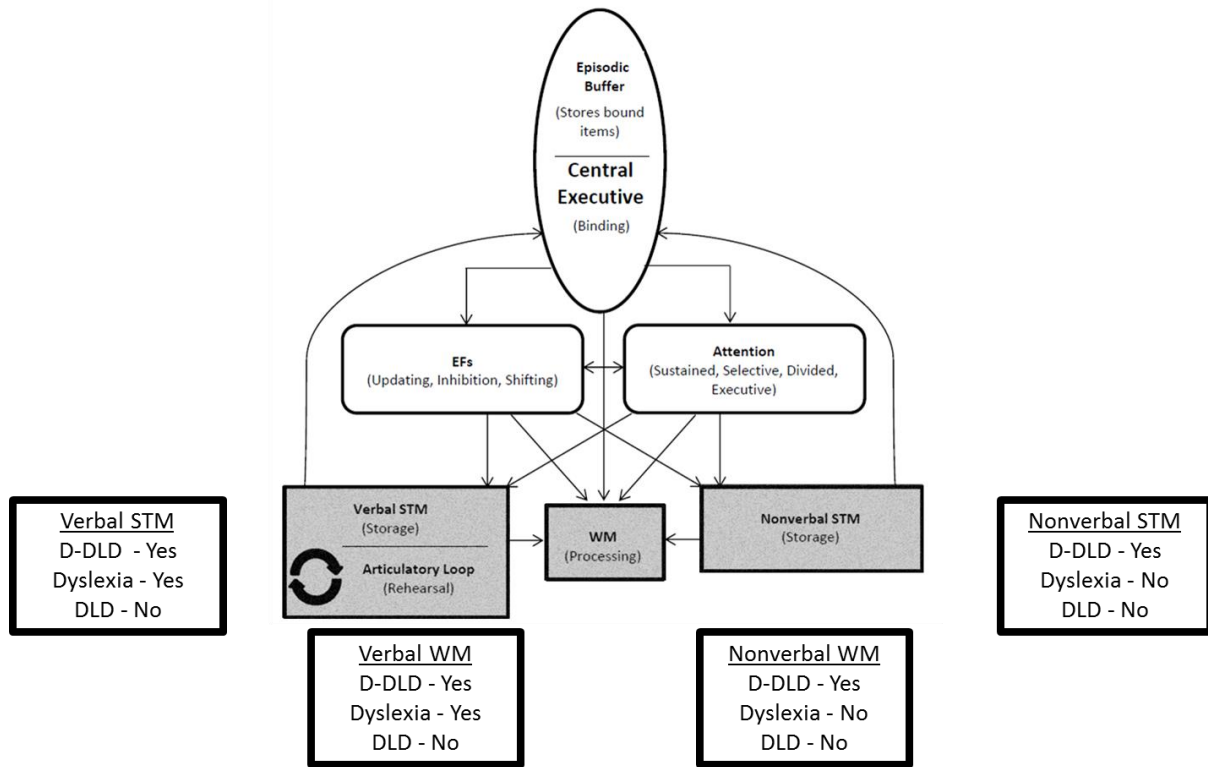 Episodic
Buffer
(Stores bound
items)
Central
Executive
(Binding)
EFs
(Updating, Inhibition, Shifting)
Attention
(Sustained, Selective, Divided,
Executive)
Verbal STM
(Storage)
Articulatory Loop
(Rehearsal)
WM
(Processing)
Nonverbal STM
(Storage)
Verbal STM
D-DLD - Yes
Dyslexia - Yes
DLD - No
Nonverbal STM
D-DLD - Yes
Dyslexia - No
DLD - No
Verbal WM
D-DLD - Yes
Dyslexia - Yes
DLD - No
Nonverbal WM
D-DLD - Yes
Dyslexia - No
DLD - No